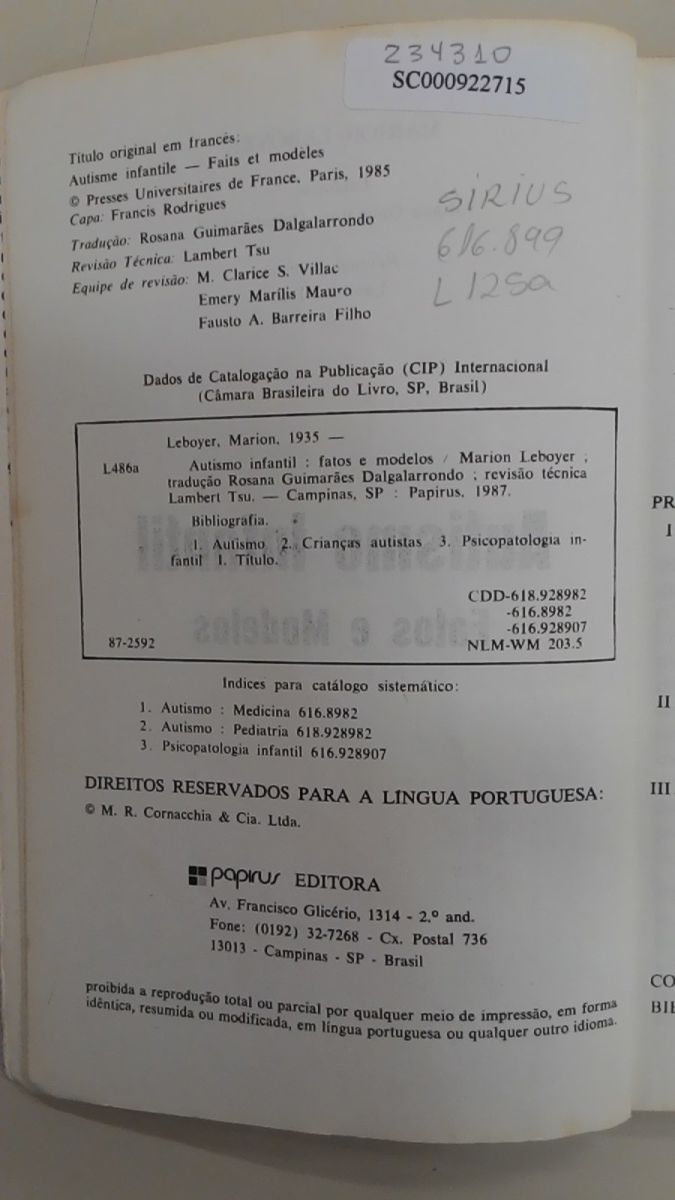 234310
SC000922715
Título original em francês:
Autisme infantile — Faits et modeles
© Presses Universitaires de France, Paris, 1985
Capa: Francis Rodrigues
Tradução: Rosana Guimarães Dalgalarrondo
Revisão Técnica: Lambert Tsu
Equipe de revisão: M. Clarice S. Villac
Emery Marílis Mauro
Fausto A. Barreira Filho
SIRIUS
616.899
L125a
Dados de Catalogação na Publicação (CIP) Internacional
(Câmara Brasileira do Livro, SP, Brasil)
Leboyer, Marion, 1935 —
L486a
Autismo infantil : fatos e modelos / Marion Leboyer ;
tradução Rosana Guimarães Dalgalarrondo ; revisão técnica
Lambert Tsu. — Campinas, SP : Papirus, 1987.
Bibliografia.
1. Autismo 2. Crianças autistas 3. Psicopatologia in-
fantil 1. Título.
CDD-618.928982
-616.8982
-616.928907
87-2592 NLM-WM 203.5
Indices para catálogo sistemático:
1. Autismo : Medicina 616.8982
2. Autismo : Pediatria 618.928982
3. Psicopatologia infantil 616.928907
DIREITOS RESERVADOS PARA A LÍNGUA PORTUGUESA:
© M. R. Cornacchia & Cia. Ltda.
papirus EDITORA
Av. Francisco Glicério, 1314 - 2.º and.
Fone: (0192) 32-7268 - Cx. Postal 736
13013 - Campinas - SP - Brasil
proibida a reprodução total ou parcial por qualquer meio de impressão, em forma
idêntica, resumida ou modificada, em língua portuguesa ou qualquer outro idioma.
PR
I
II
III
CO